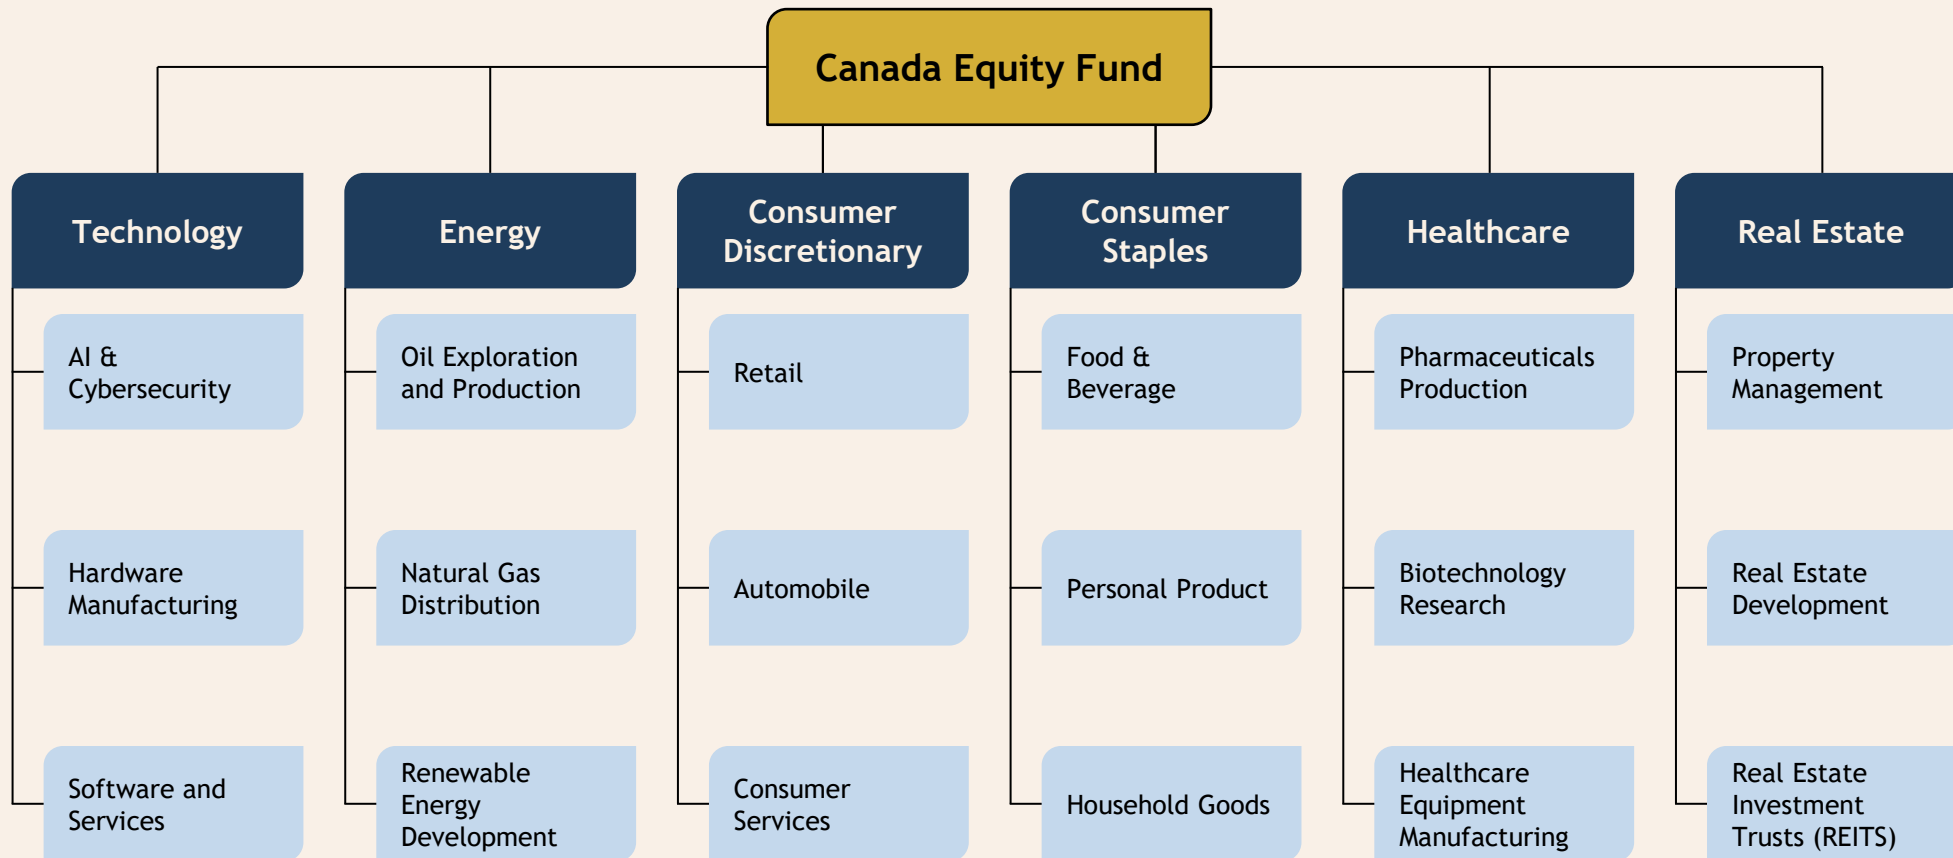 Canada Equity Fund
Technology
Energy
Consumer
Discretionary
Consumer
Staples
Healthcare
Real Estate
AI &
Cybersecurity
Oil Exploration
and Production
Retail
Food &
Beverage
Pharmaceuticals
Production
Property
Management
Hardware
Manufacturing
Natural Gas
Distribution
Automobile
Personal Product
Biotechnology
Research
Real Estate
Development
Software and
Services
Renewable
Energy
Development
Consumer
Services
Household Goods
Healthcare
Equipment
Manufacturing
Real Estate
Investment
Trusts (REITS)